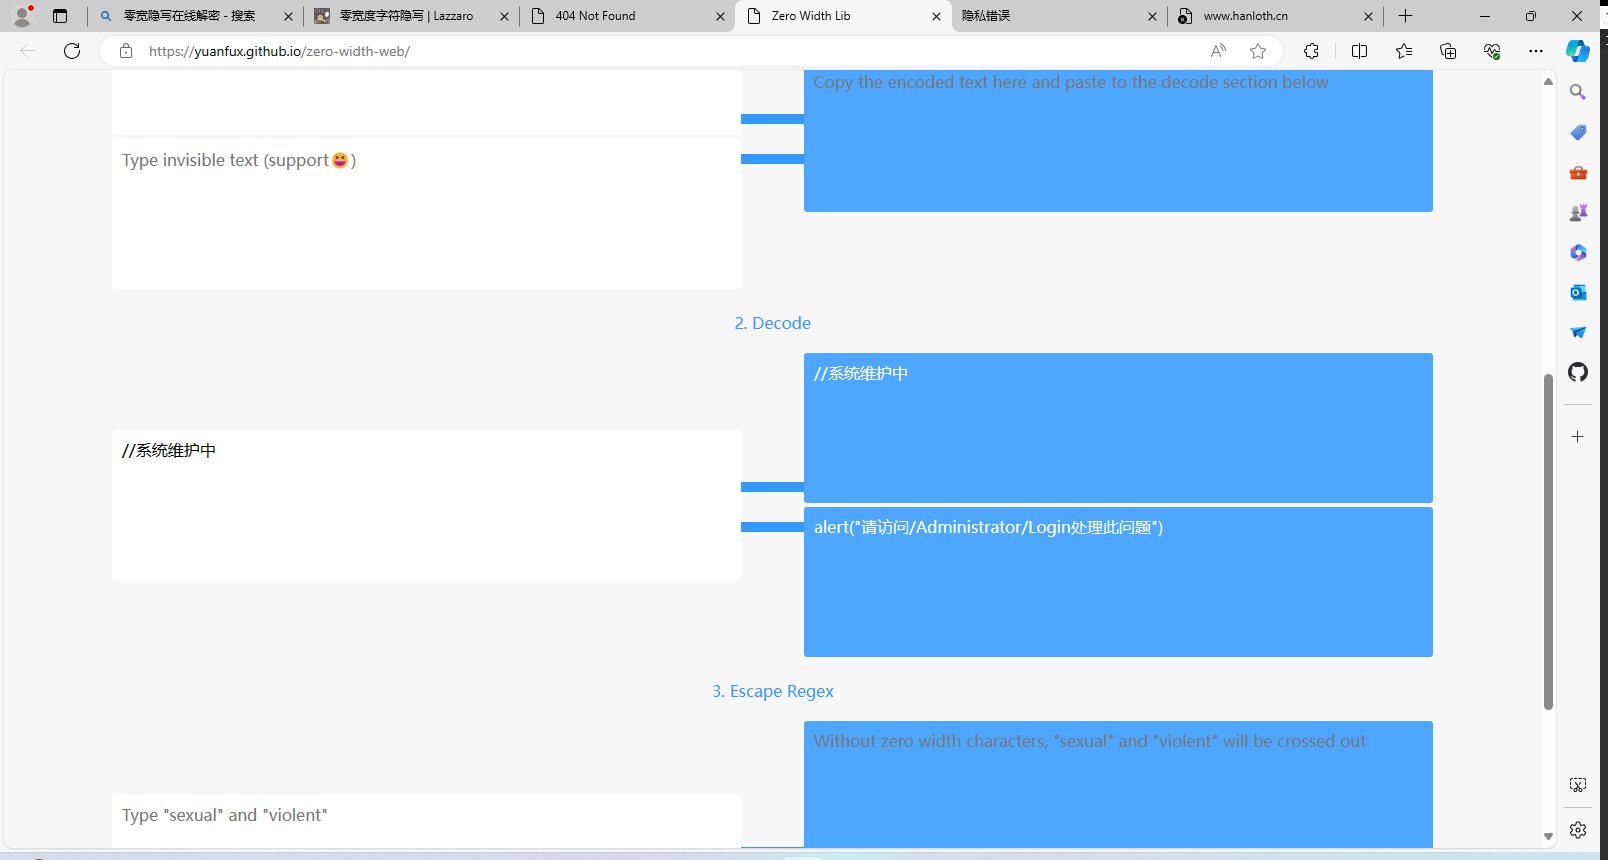 零宽隐写在线解密 - 搜索
零宽度字符隐写 | Lazzaro
404 Not Found
Zero Width Lib
隐私错误
www.hanloth.cn
https://yuanfux.github.io/zero-width-web/
Copy the encoded text here and paste to the decode section below
Type invisible text (support😆)
2. Decode
//系统维护中
//系统维护中
alert("请访问/Administrator/Login处理此问题")
3. Escape Regex
Without zero width characters, "sexual" and "violent" will be crossed out
Type "sexual" and "violent"